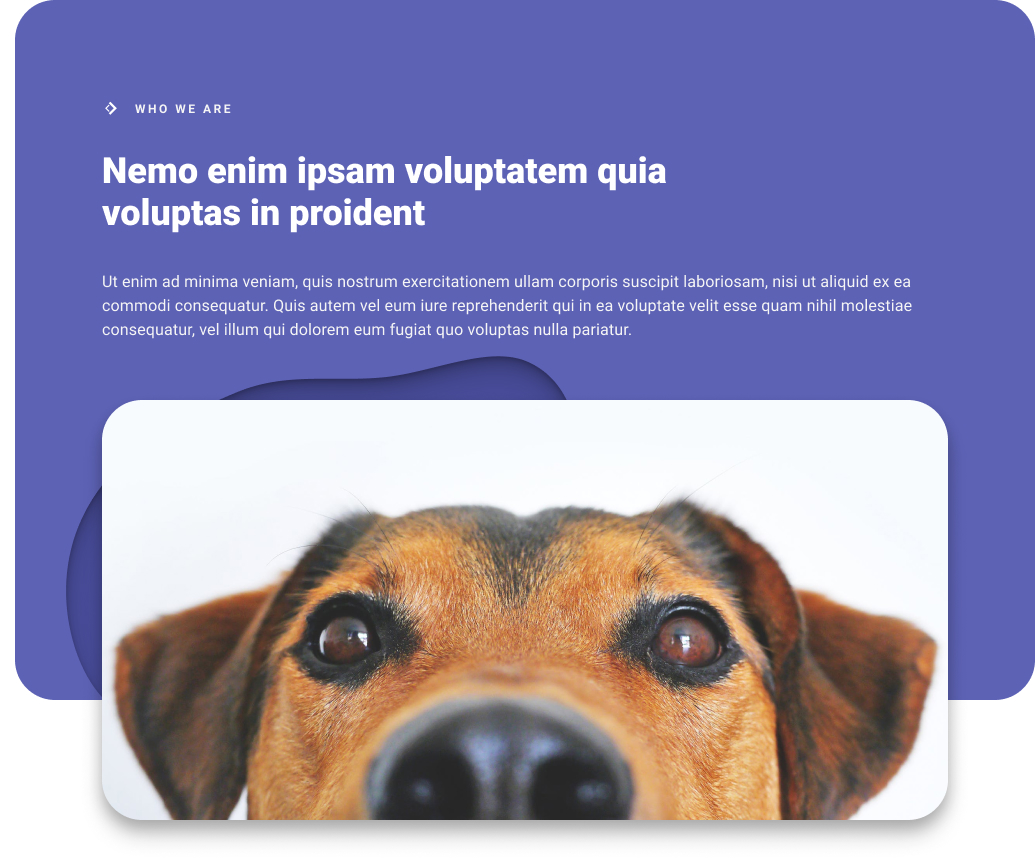 WHO WE ARE
Nemo enim ipsam voluptatem quia
voluptas in proident
Ut enim ad minima veniam, quis nostrum exercitationem ullam corporis suscipit laboriosam, nisi ut aliquid ex ea
commodi consequatur. Quis autem vel eum iure reprehenderit qui in ea voluptate velit esse quam nihil molestiae
consequatur, vel illum qui dolorem eum fugiat quo voluptas nulla pariatur.